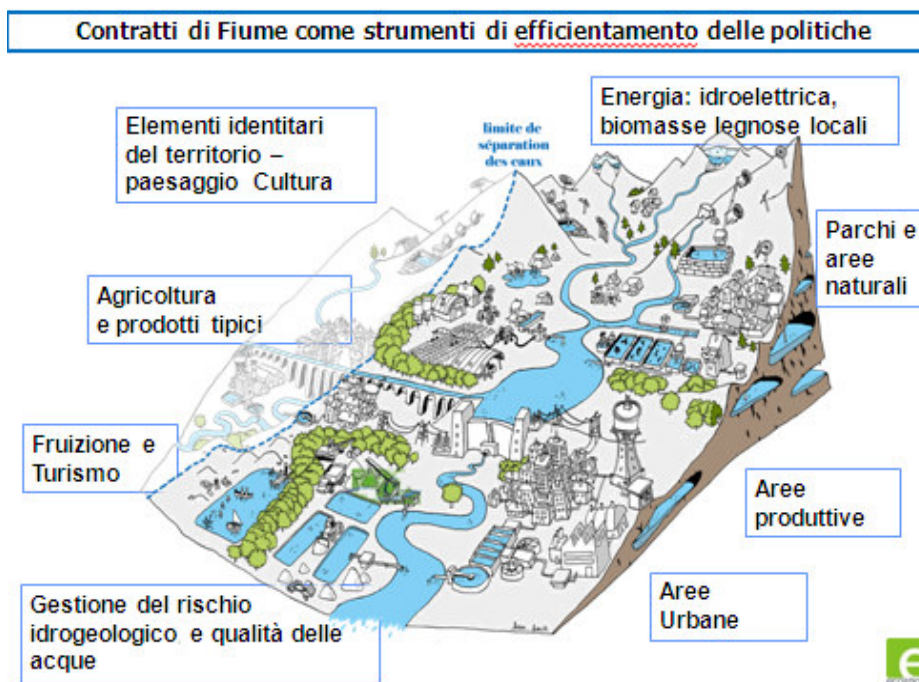 Contratti di Fiume come strumenti di efficientamento delle politiche
Elementi identitari
del territorio –
paesaggio Cultura
limite de
séparation
des eaux
Energia: idroelettrica,
biomasse legnose locali
Parchi e
aree
naturali
Agricoltura
e prodotti tipici
Fruizione e
Turismo
Aree
produttive
Gestione del rischio
idrogeologico e qualità delle
acque
Aree
Urbane
e